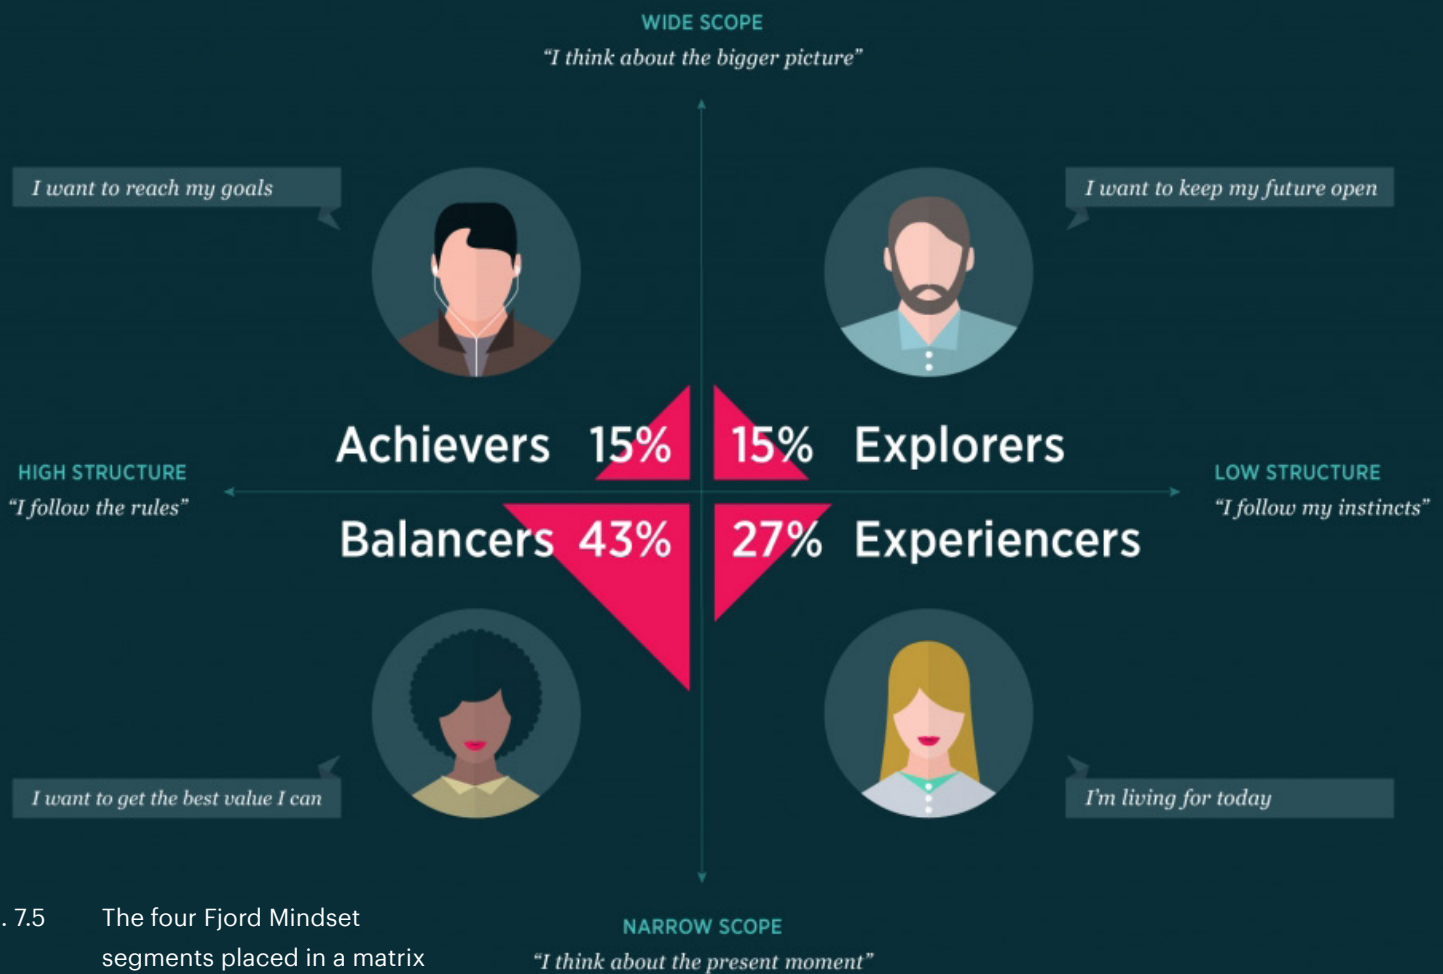 WIDE SCOPE
“I think about the bigger picture”
I want to reach my goals
I want to keep my future open
Achievers 15%
15% Explorers
HIGH STRUCTURE
“I follow the rules”
LOW STRUCTURE
“I follow my instincts”
Balancers 43%
27% Experiencers
I want to get the best value I can
I’m living for today
. 7.5 The four Fjord Mindset
segments placed in a matrix
NARROW SCOPE
“I think about the present moment”